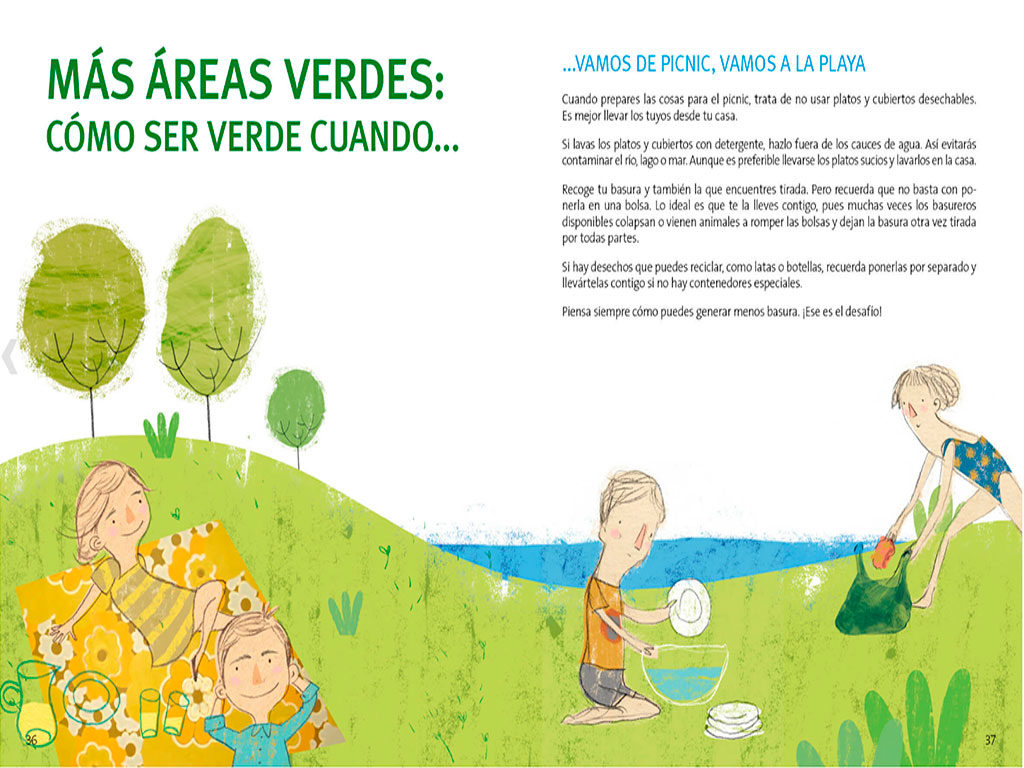 MÁS ÁREAS VERDES:
CÓMO SER VERDE CUANDO...
...VAMOS DE PICNIC, VAMOS A LA PLAYA
Cuando prepares las cosas para el picnic, trata de no usar platos y cubiertos desechables.
Es mejor llevar los tuyos desde tu casa.
Si lavas los platos y cubiertos con detergente, hazlo fuera de los cauces de agua. Así evitarás
contaminar el río, lago o mar. Aunque es preferible llevarse los platos sucios y lavarlos en la casa.
Recoge tu basura y también la que encuentres tirada. Pero recuerda que no basta con po-
nerla en una bolsa. Lo ideal es que te la lleves contigo, pues muchas veces los basureros
disponibles colapsan o vienen animales a romper las bolsas y dejan la basura otra vez tirada
por todas partes.
Si hay desechos que puedes reciclar, como latas o botellas, recuerda ponerlas por separado y
llevártelas contigo si no hay contenedores especiales.
Piensa siempre cómo puedes generar menos basura. ¡Ese es el desafío!
36
37